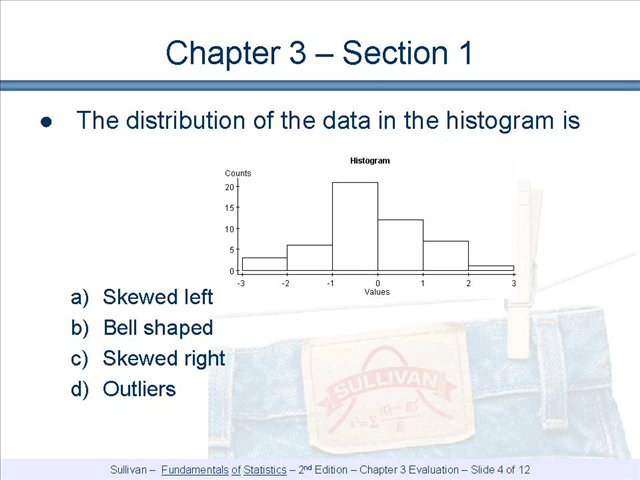 Chapter 3 – Section 1
● The distribution of the data in the histogram is
Histogram
Counts
20
15
10
5
0
-3 -2 -1 0 1 2 3
Values
a) Skewed left
b) Bell shaped
c) Skewed right
d) Outliers
SULLIVAN
Sullivan – Fundamentals of Statistics – 2nd Edition – Chapter 3 Evaluation – Slide 4 of 12